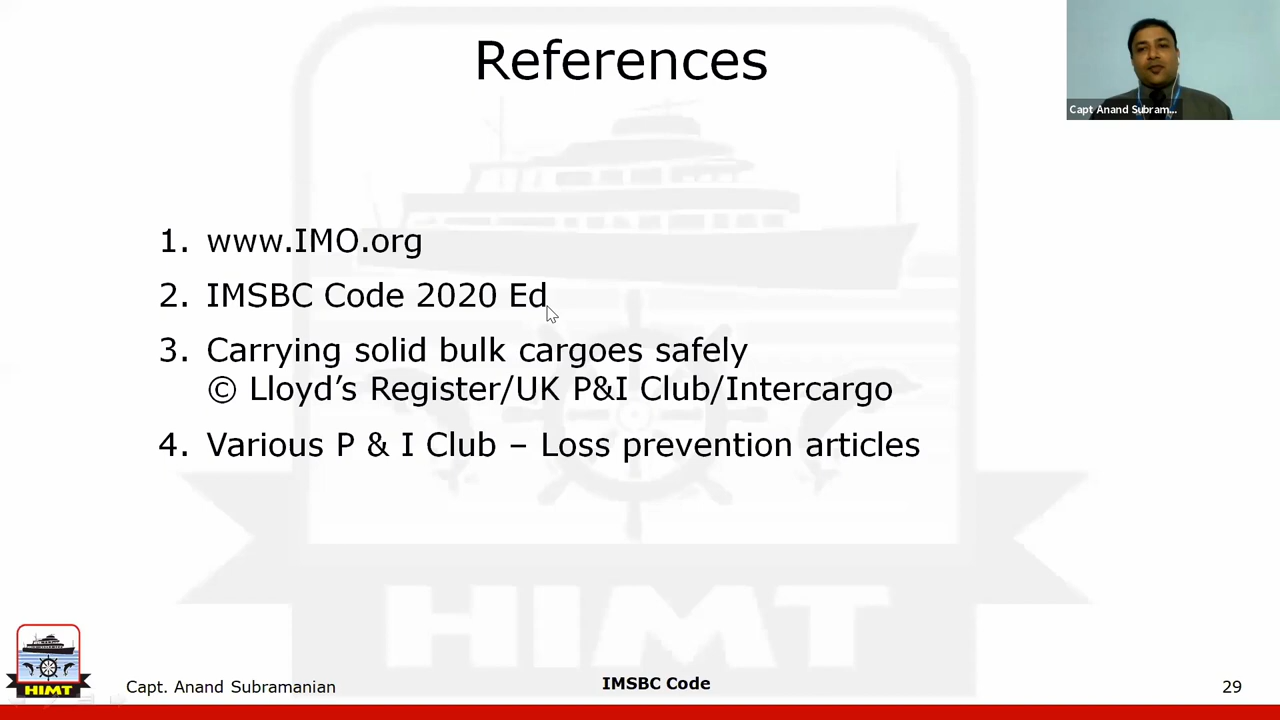 References
Capt Anand Subram...
1. www.IMO.org
2. IMSBC Code 2020 Ed
3. Carrying solid bulk cargoes safely
© Lloyd’s Register/UK P&I Club/Intercargo
4. Various P & I Club – Loss prevention articles
HIMT
HIMT
Capt. Anand Subramanian
IMSBC Code
29